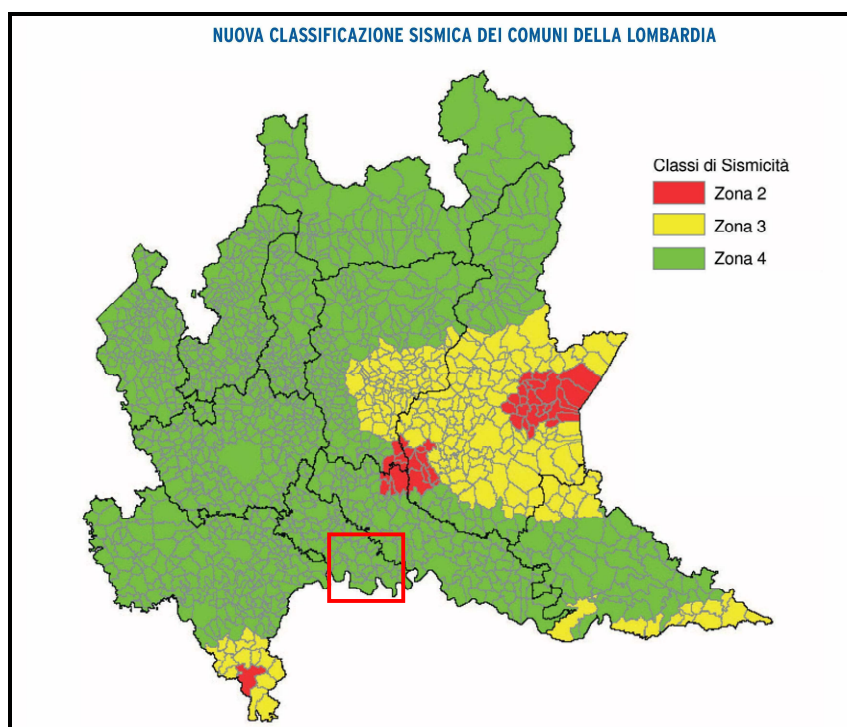 NUOVA CLASSIFICAZIONE SISMICA DEI COMUNI DELLA LOMBARDIA
Classi di Sismicità
Zona 2
Zona 3
Zona 4